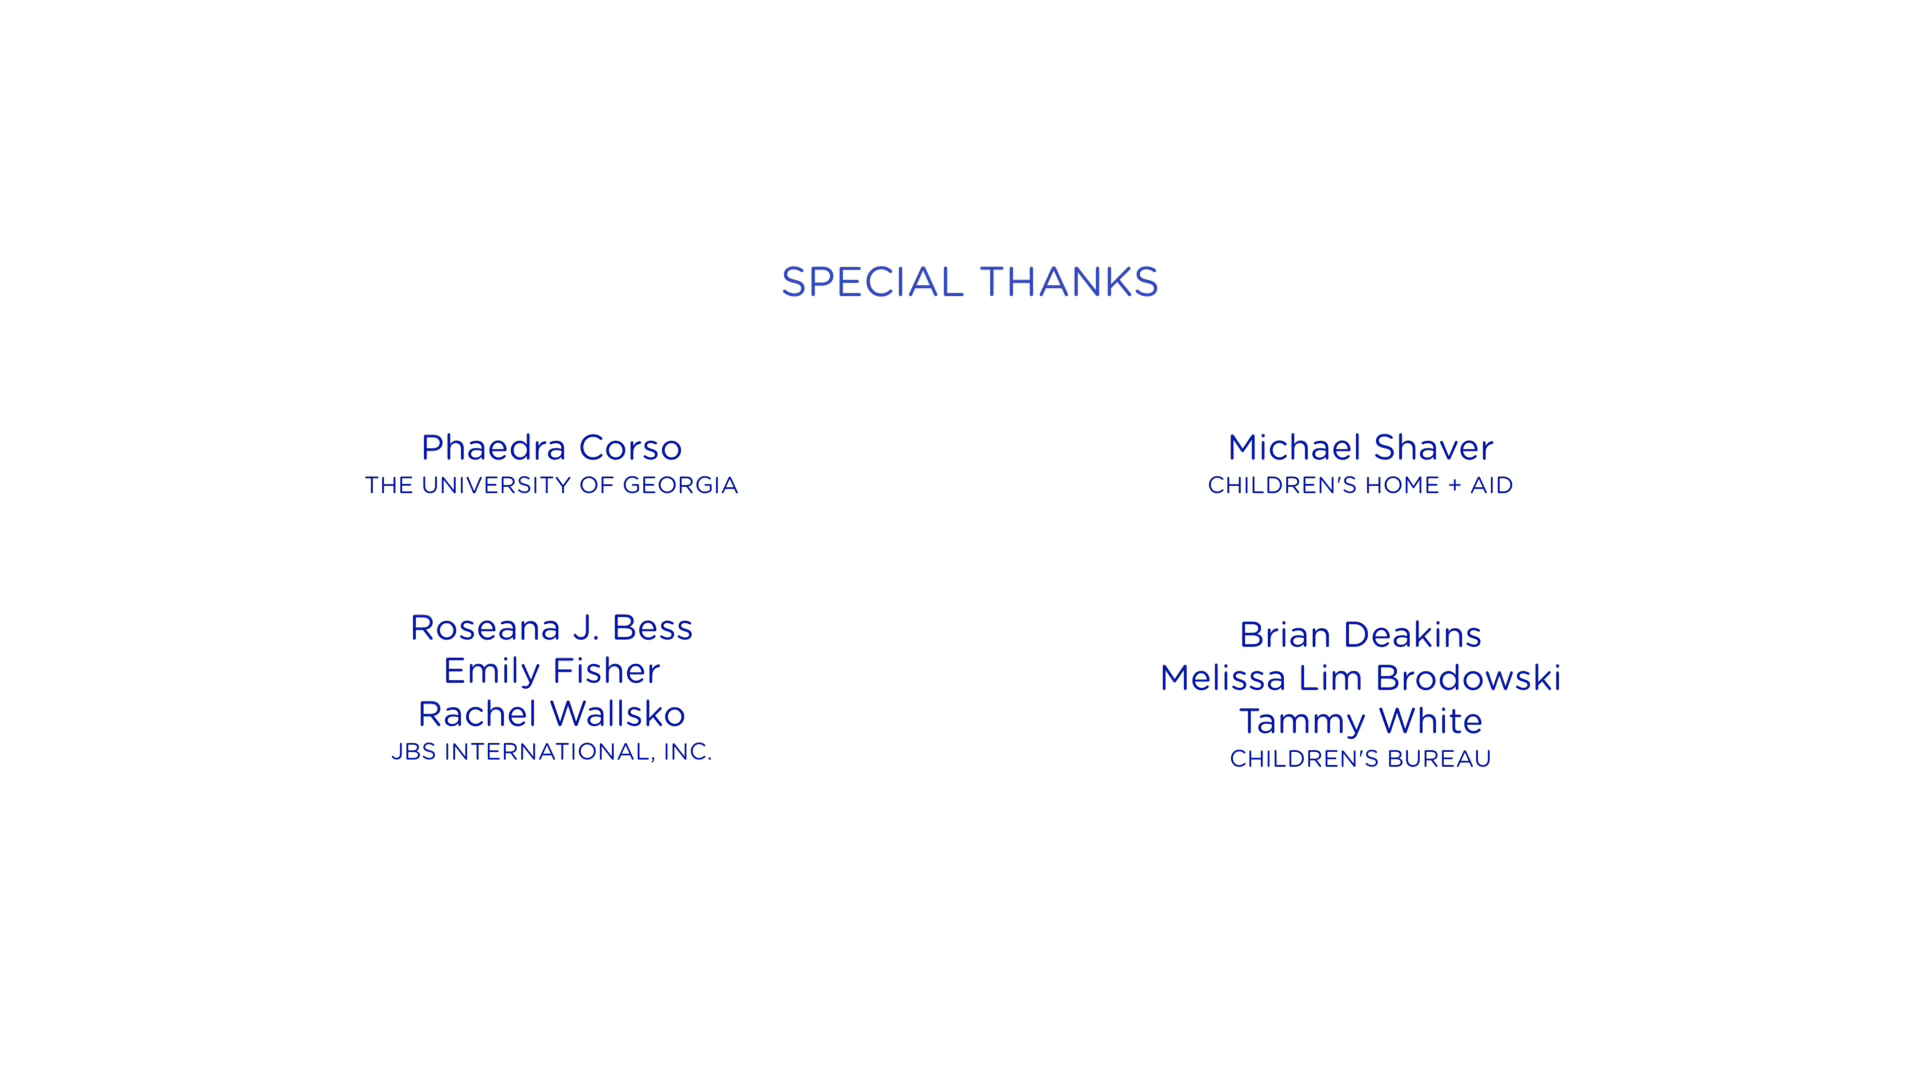 SPECIAL THANKS
Phaedra Corso
THE UNIVERSITY OF GEORGIA
Michael Shaver
CHILDREN'S HOME + AID
Roseana J. Bess
Emily Fisher
Rachel Wallsko
JBS INTERNATIONAL, INC.
Brian Deakins
Melissa Lim Brodowski
Tammy White
CHILDREN'S BUREAU